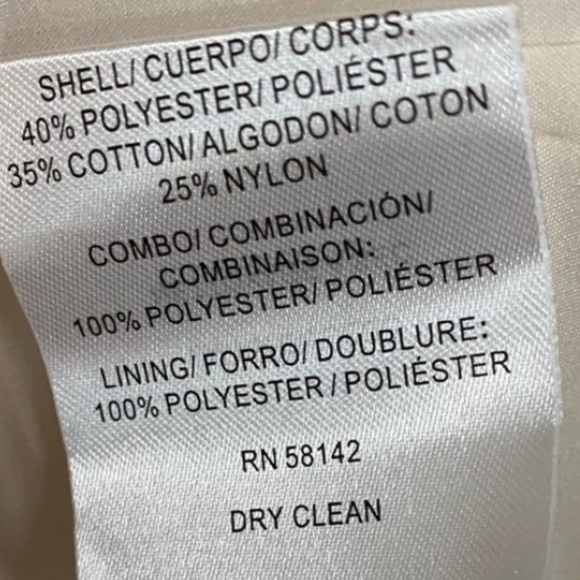 SHELL/ CUERPO/ CORPS:
40% POLYESTER/ POLIÉSTER
35% COTTON/ ALGODON/ COTON
25% NYLON
COMBO/ COMBINACIÓN/
COMBINAISON:
100% POLYESTER/ POLIÉSTER
LINING/ FORRO/ DOUBLURE:
100% POLYESTER / POLIÉSTER
RN 58142
DRY CLEAN